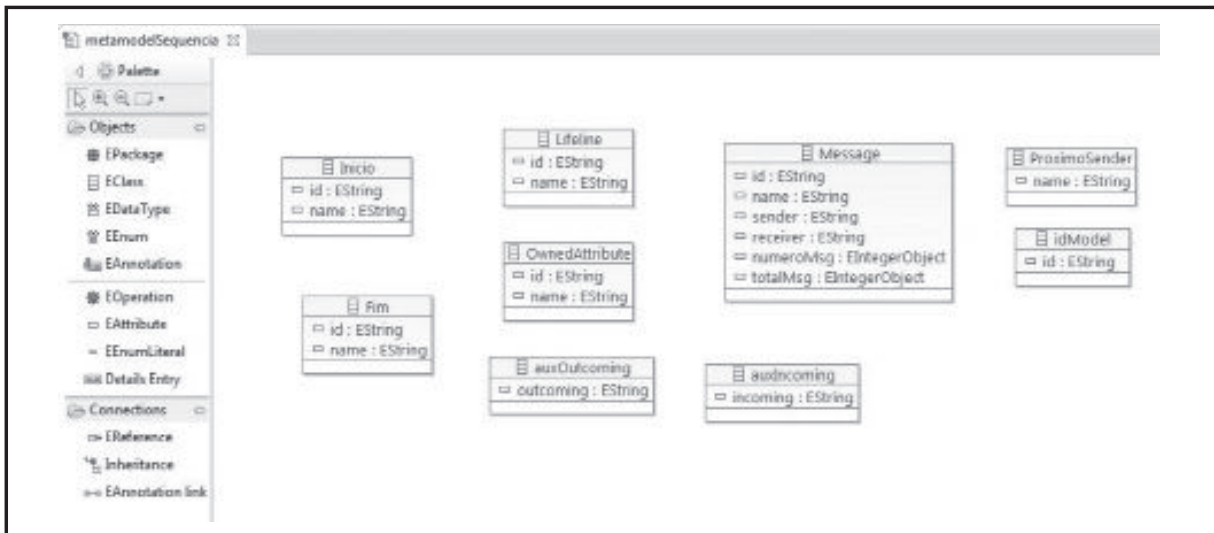 metamodelSequencia
Palette
Objects
EPackage
EClass
EDataType
EEnum
EAnnotation
EOperation
EAttribute
EEnumLiteral
Details Entry
Connections
EReference
Inheritance
EAnnotation link
Inicio
id : EString
name : EString
Fim
id : EString
name : EString
Lifeline
id : EString
name : EString
OwnedAttribute
id : EString
name : EString
auxOutcoming
outcoming : EString
Message
id : EString
name : EString
sender : EString
receiver : EString
numeroMsg : EIntegerObject
totalMsg : EIntegerObject
auxIncoming
incoming : EString
ProximoSender
name : EString
idModel
id : EString